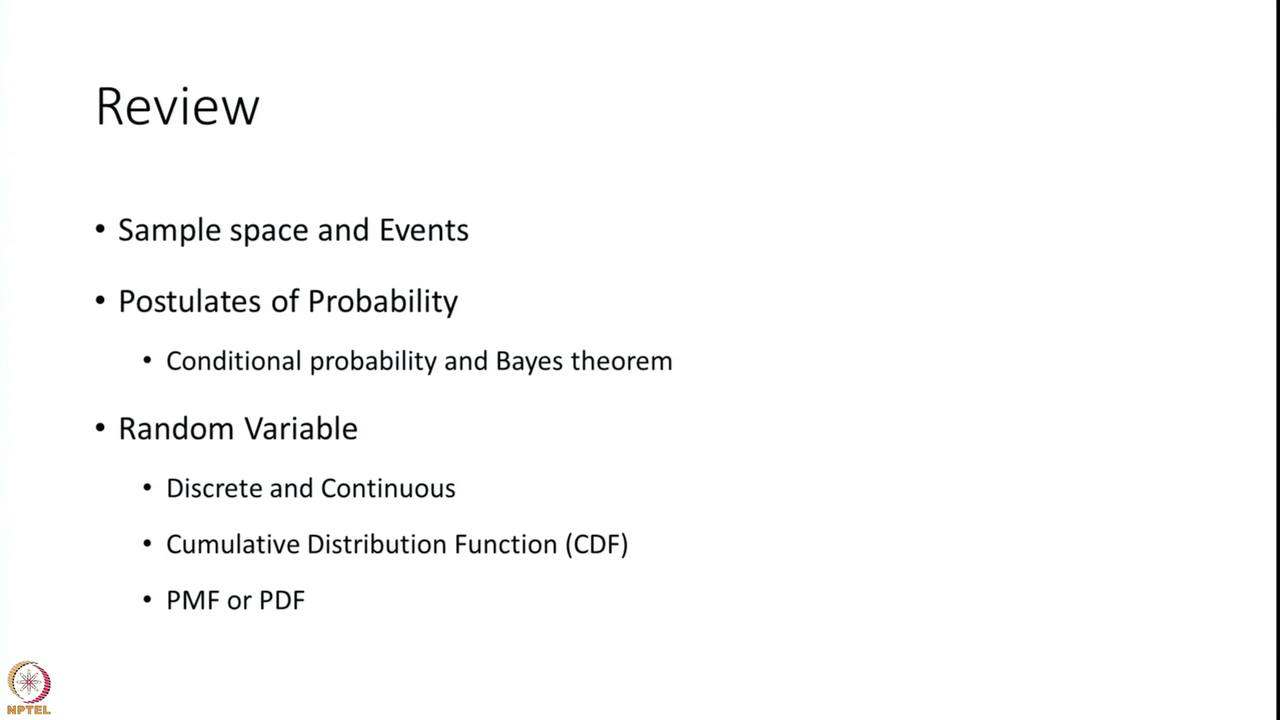 Review
• Sample space and Events
• Postulates of Probability
• Conditional probability and Bayes theorem
• Random Variable
• Discrete and Continuous
• Cumulative Distribution Function (CDF)
• PMF or PDF
NPTEL